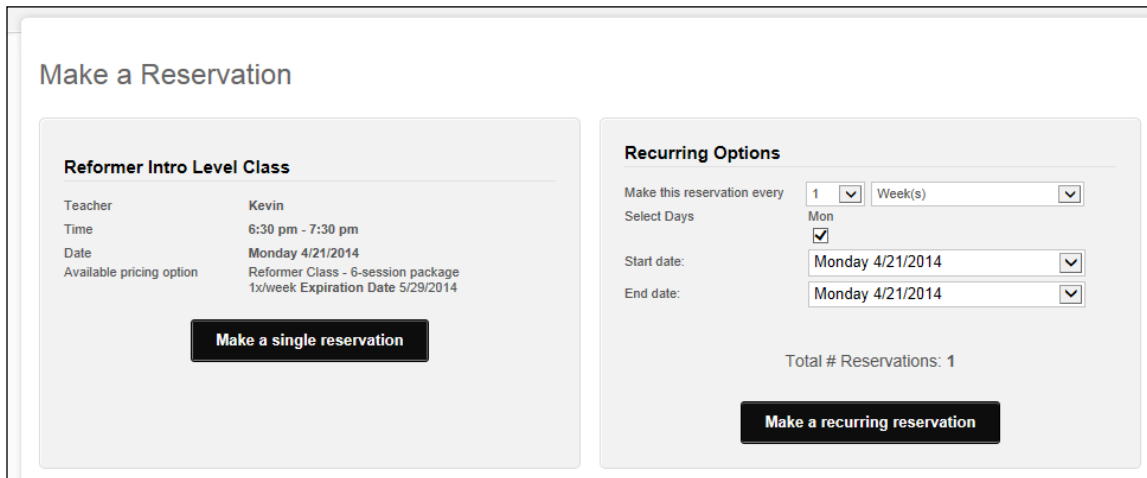 Make a Reservation
Reformer Intro Level Class
Teacher Kevin
Time 6:30 pm - 7:30 pm
Date Monday 4/21/2014
Available pricing option Reformer Class - 6-session package
1x/week Expiration Date 5/29/2014
Make a single reservation
Recurring Options
Make this reservation every 1 Week(s)
Select Days Mon
Start date: Monday 4/21/2014
End date: Monday 4/21/2014
Total # Reservations: 1
Make a recurring reservation